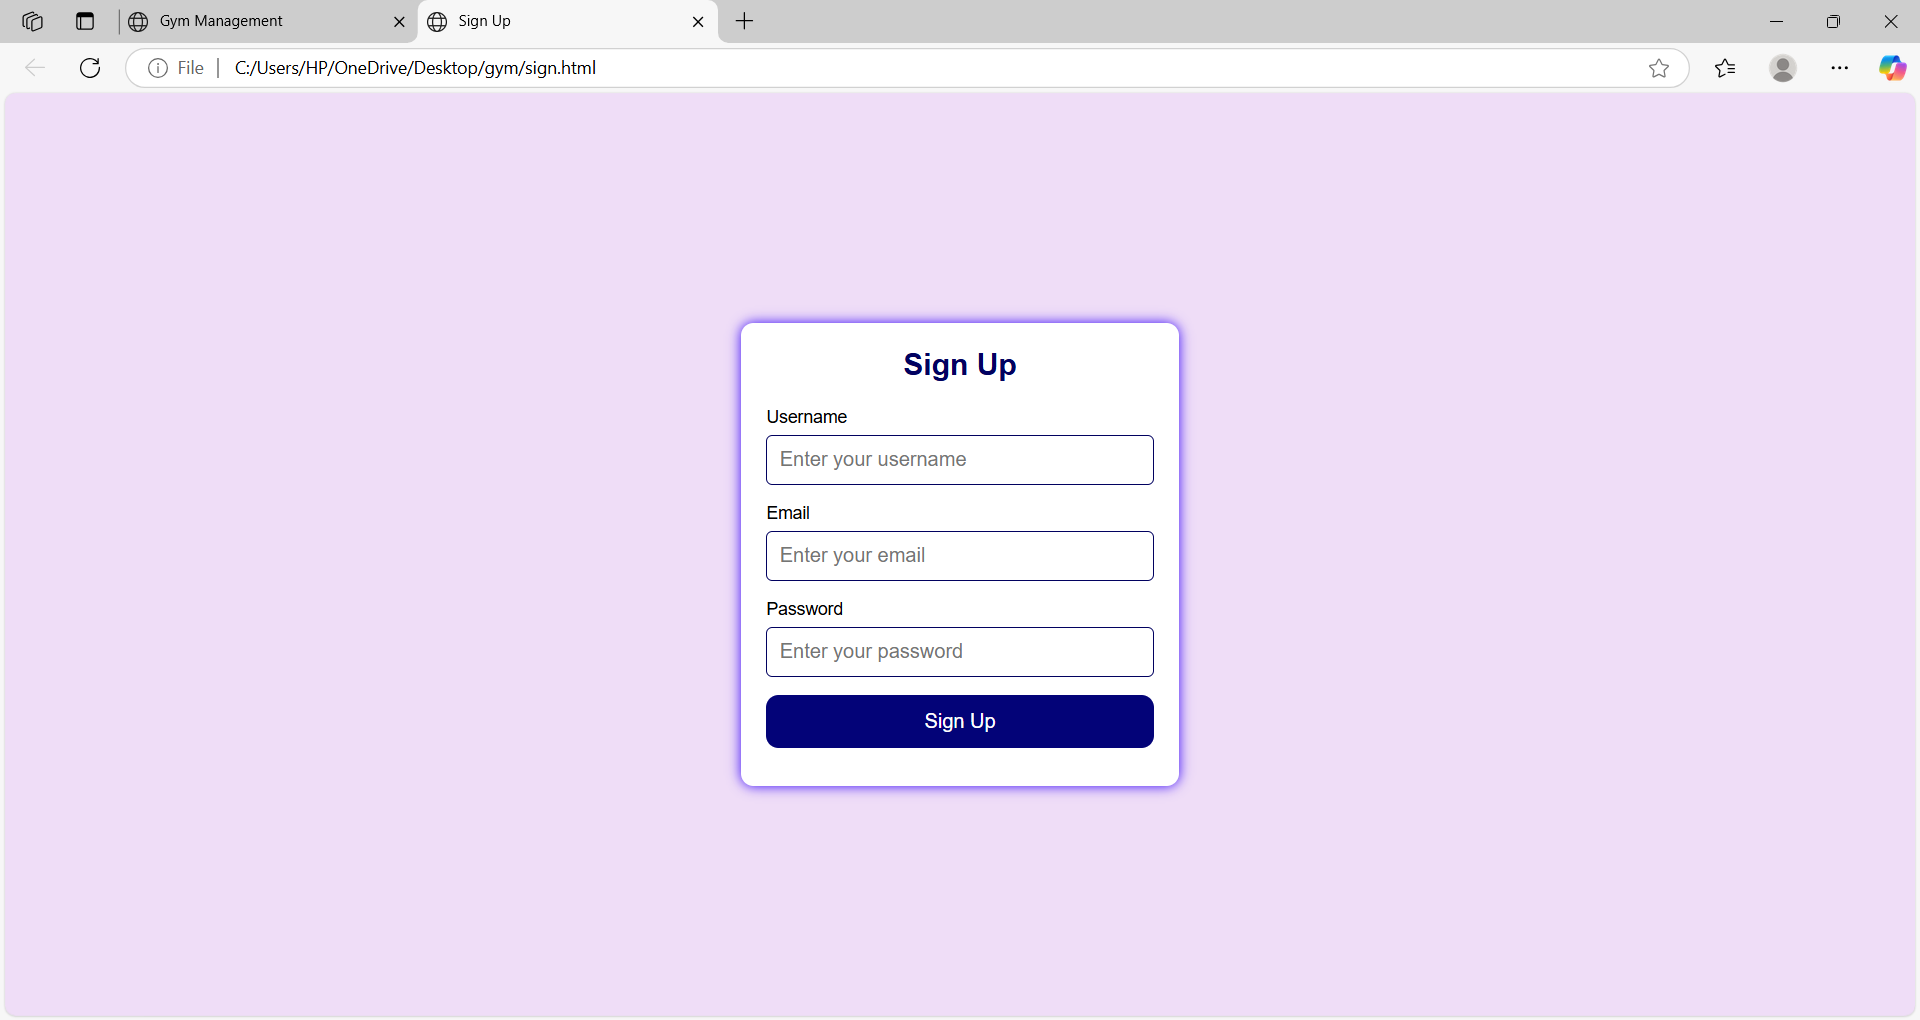 Gym Management
Sign Up
File
C:/Users/HP/OneDrive/Desktop/gym/sign.html
Sign Up
Username
Enter your username
Email
Enter your email
Password
Enter your password
Sign Up